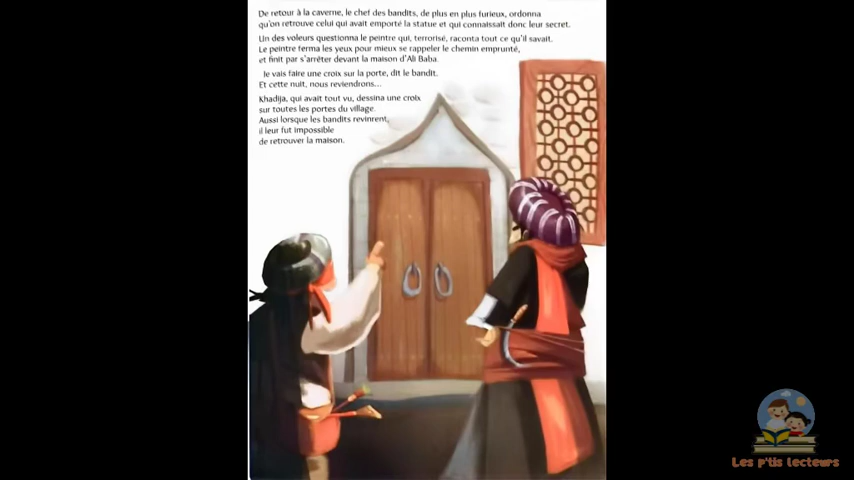 De retour à la caverne, le chef des bandits, de plus en plus furieux, ordonna
qu'on retrouve celui qui avait emporté la statue et qui connaissait donc leur secret.
Un des voleurs questionna le peintre qui, terrorisé, raconta tout ce qu'il savait.
Le peintre ferma les yeux pour mieux se rappeler le chemin emprunté,
et finit par s'arrêter devant la maison d'Ali Baba.
Je vais faire une croix sur la porte, dit le bandit.
Et cette nuit, nous reviendrons...
Khadija, qui avait tout vu, dessina une croix
sur toutes les portes du village.
Aussi lorsque les bandits revinrent,
il leur fut impossible
de retrouver la maison.
Les p'tis lecteurs